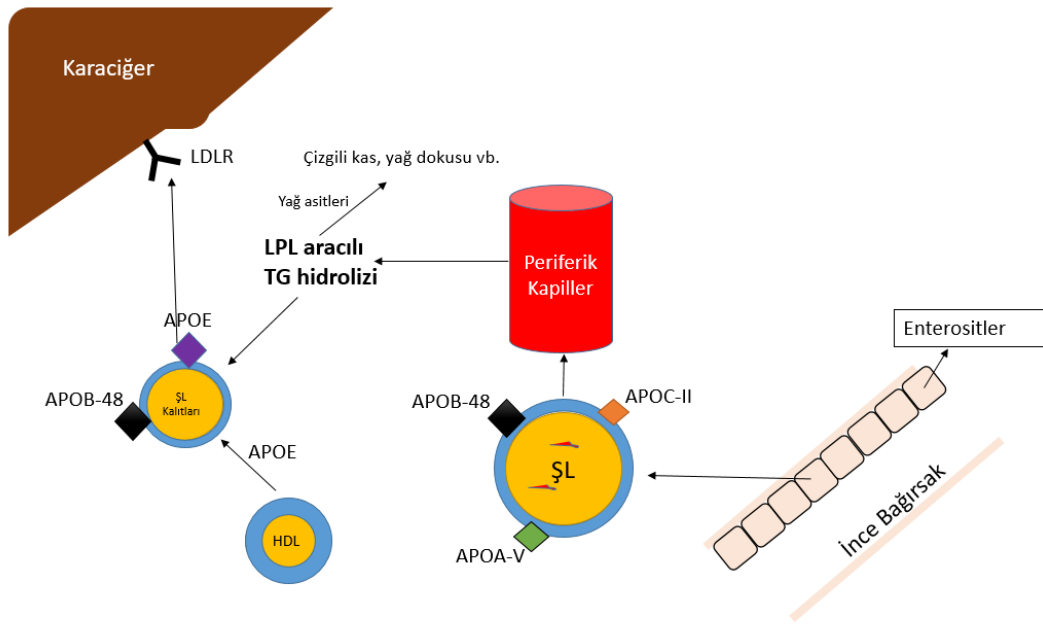 Karaciğer
LDLR
Çizgili kas, yağ dokusu vb.
Yağ asitleri
LPL aracılı
TG hidrolizi
Periferik
Kapiller
APOE
Enterositler
APOB-48
ŞL
Kalıtları
APOB-48
APOC-II
APOE
ŞL
HDL
APOA-V
İnce Bağırsak